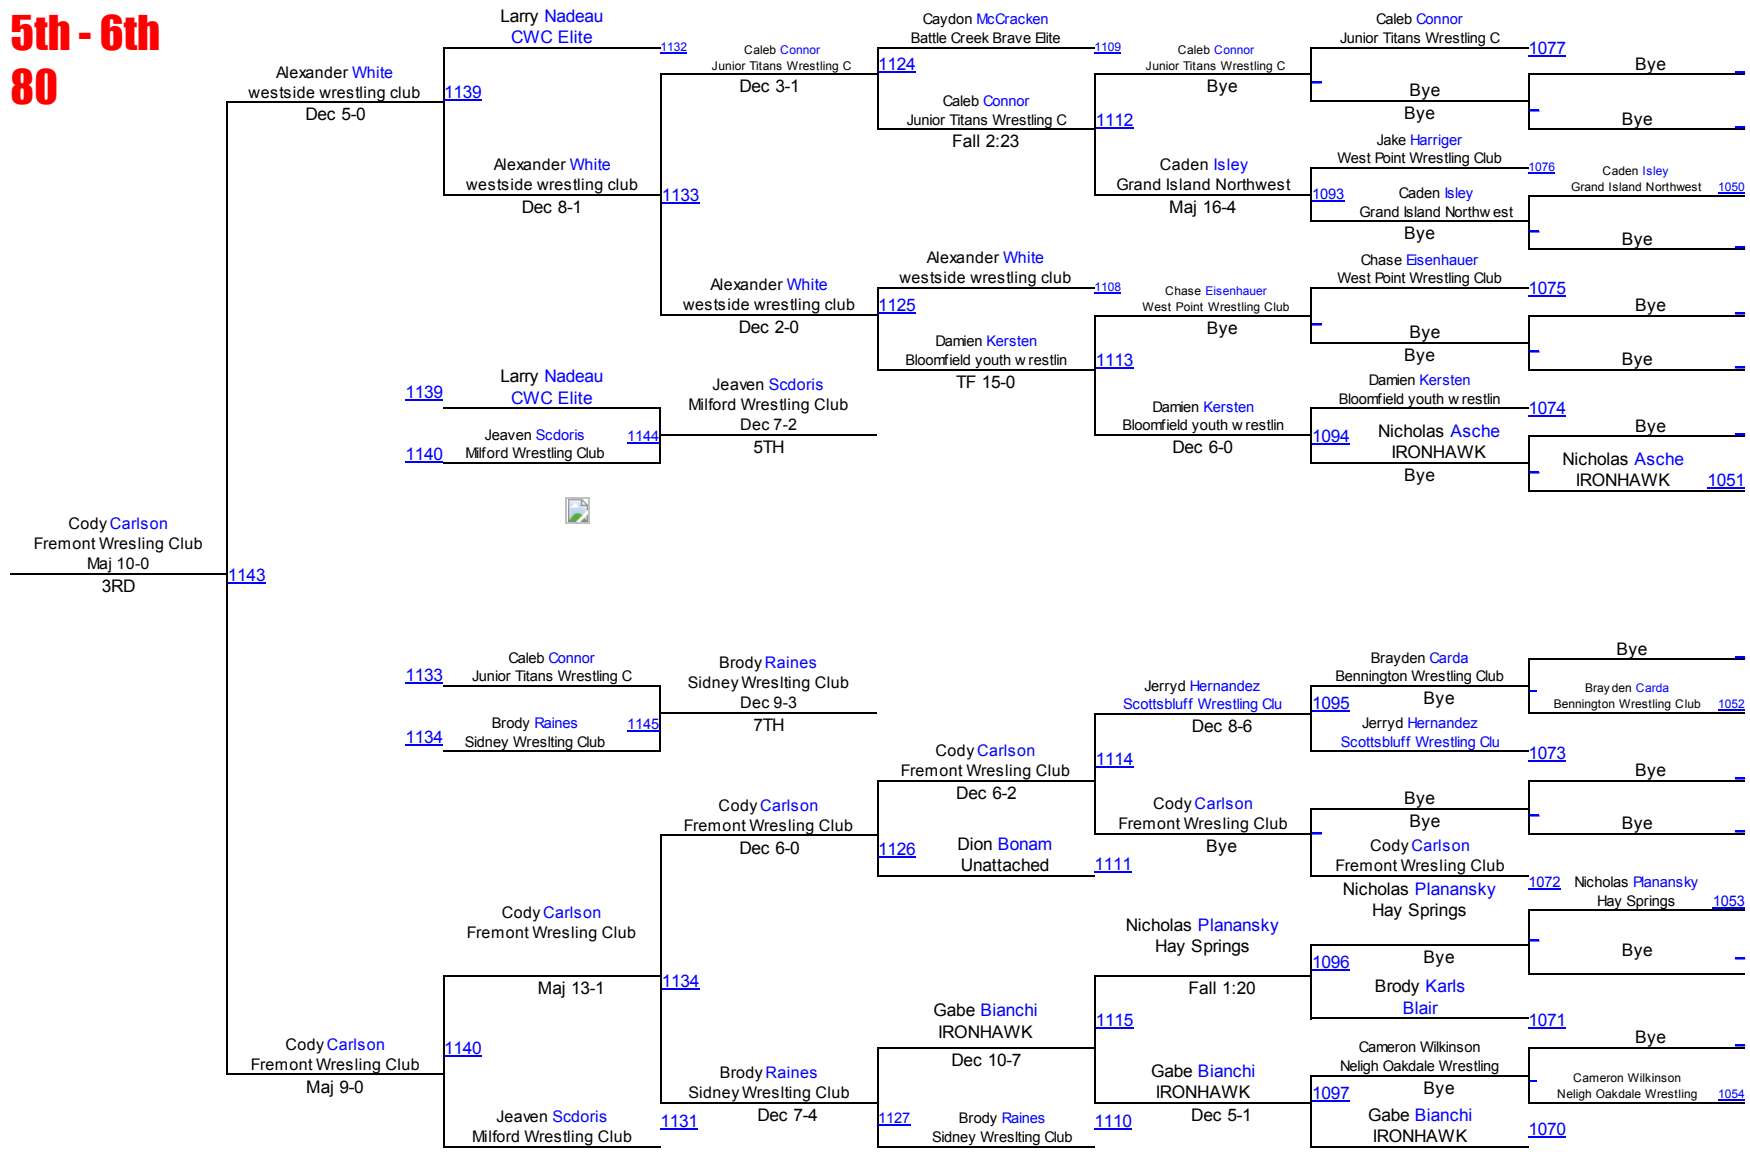 5th - 6th
80
Larry Nadeau
CWC Elite
1132
Alexander White
westside wrestling club
Dec 5-0
1139
Alexander White
westside wrestling club
Dec 8-1
1133
Caleb Connor
Junior Titans Wrestling C
Dec 3-1
Caydon McCracken
Battle Creek Brave Elite
1109
1124
Caleb Connor
Junior Titans Wrestling C
Fall 2:23
1112
Caleb Connor
Junior Titans Wrestling C
Bye
Caleb Connor
Junior Titans Wrestling C
1077
Bye
Bye
Bye
Bye
Caden Isley
Grand Island Northwest
Maj 16-4
Jake Harriger
West Point Wrestling Club
1076
1093
Caden Isley
Grand Island Northwest
Bye
Caden Isley
Grand Island Northwest
1050
Bye
Alexander White
westside wrestling club
Dec 2-0
Alexander White
westside wrestling club
1108
1125
Damien Kersten
Bloomfield youth wrestlin
TF 15-0
1113
Chase Eisenhauer
West Point Wrestling Club
Bye
Chase Eisenhauer
West Point Wrestling Club
1075
Bye
Bye
Bye
Bye
Damien Kersten
Bloomfield youth wrestlin
Dec 6-0
Damien Kersten
Bloomfield youth wrestlin
1074
1094
Nicholas Asche
IRONHAWK
Bye
Bye
Nicholas Asche
IRONHAWK
1051
1139
Larry Nadeau
CWC Elite
1140
Jeaven Scdoris
Milford Wrestling Club
1144
Jeaven Scdoris
Milford Wrestling Club
Dec 7-2
5TH
Cody Carlson
Fremont Wresling Club
Maj 10-0
3RD
1143
1133
Caleb Connor
Junior Titans Wrestling C
1134
Brody Raines
Sidney Wreslting Club
1145
Brody Raines
Sidney Wreslting Club
Dec 9-3
7TH
Jerryd Hernandez
Scottsbluff Wrestling Clu
Dec 8-6
Brayden Carda
Bennington Wrestling Club
Bye
1095
Jerryd Hernandez
Scottsbluff Wrestling Clu
1073
Bye
Brayden Carda
Bennington Wrestling Club
1052
Cody Carlson
Fremont Wresling Club
Dec 6-2
1114
Cody Carlson
Fremont Wresling Club
Bye
Bye
Bye
Cody Carlson
Fremont Wresling Club
1072
Bye
Bye
Cody Carlson
Fremont Wresling Club
Dec 6-0
1126
Dion Bonam
Unattached
1111
Cody Carlson
Fremont Wresling Club
Maj 13-1
1134
Nicholas Planansky
Hay Springs
Fall 1:20
Nicholas Planansky
Hay Springs
Bye
1096
Brody Karls
Blair
1071
Nicholas Planansky
Hay Springs
1053
Bye
Gabe Bianchi
IRONHAWK
Dec 10-7
1115
Gabe Bianchi
IRONHAWK
Dec 5-1
Cameron Wilkinson
Neligh Oakdale Wrestling
Bye
1097
Gabe Bianchi
IRONHAWK
1070
Bye
Cameron Wilkinson
Neligh Oakdale Wrestling
1054
Cody Carlson
Fremont Wresling Club
Maj 9-0
1140
Jeaven Scdoris
Milford Wrestling Club
1131
Brody Raines
Sidney Wreslting Club
Dec 7-4
1127
Brody Raines
Sidney Wreslting Club
1110